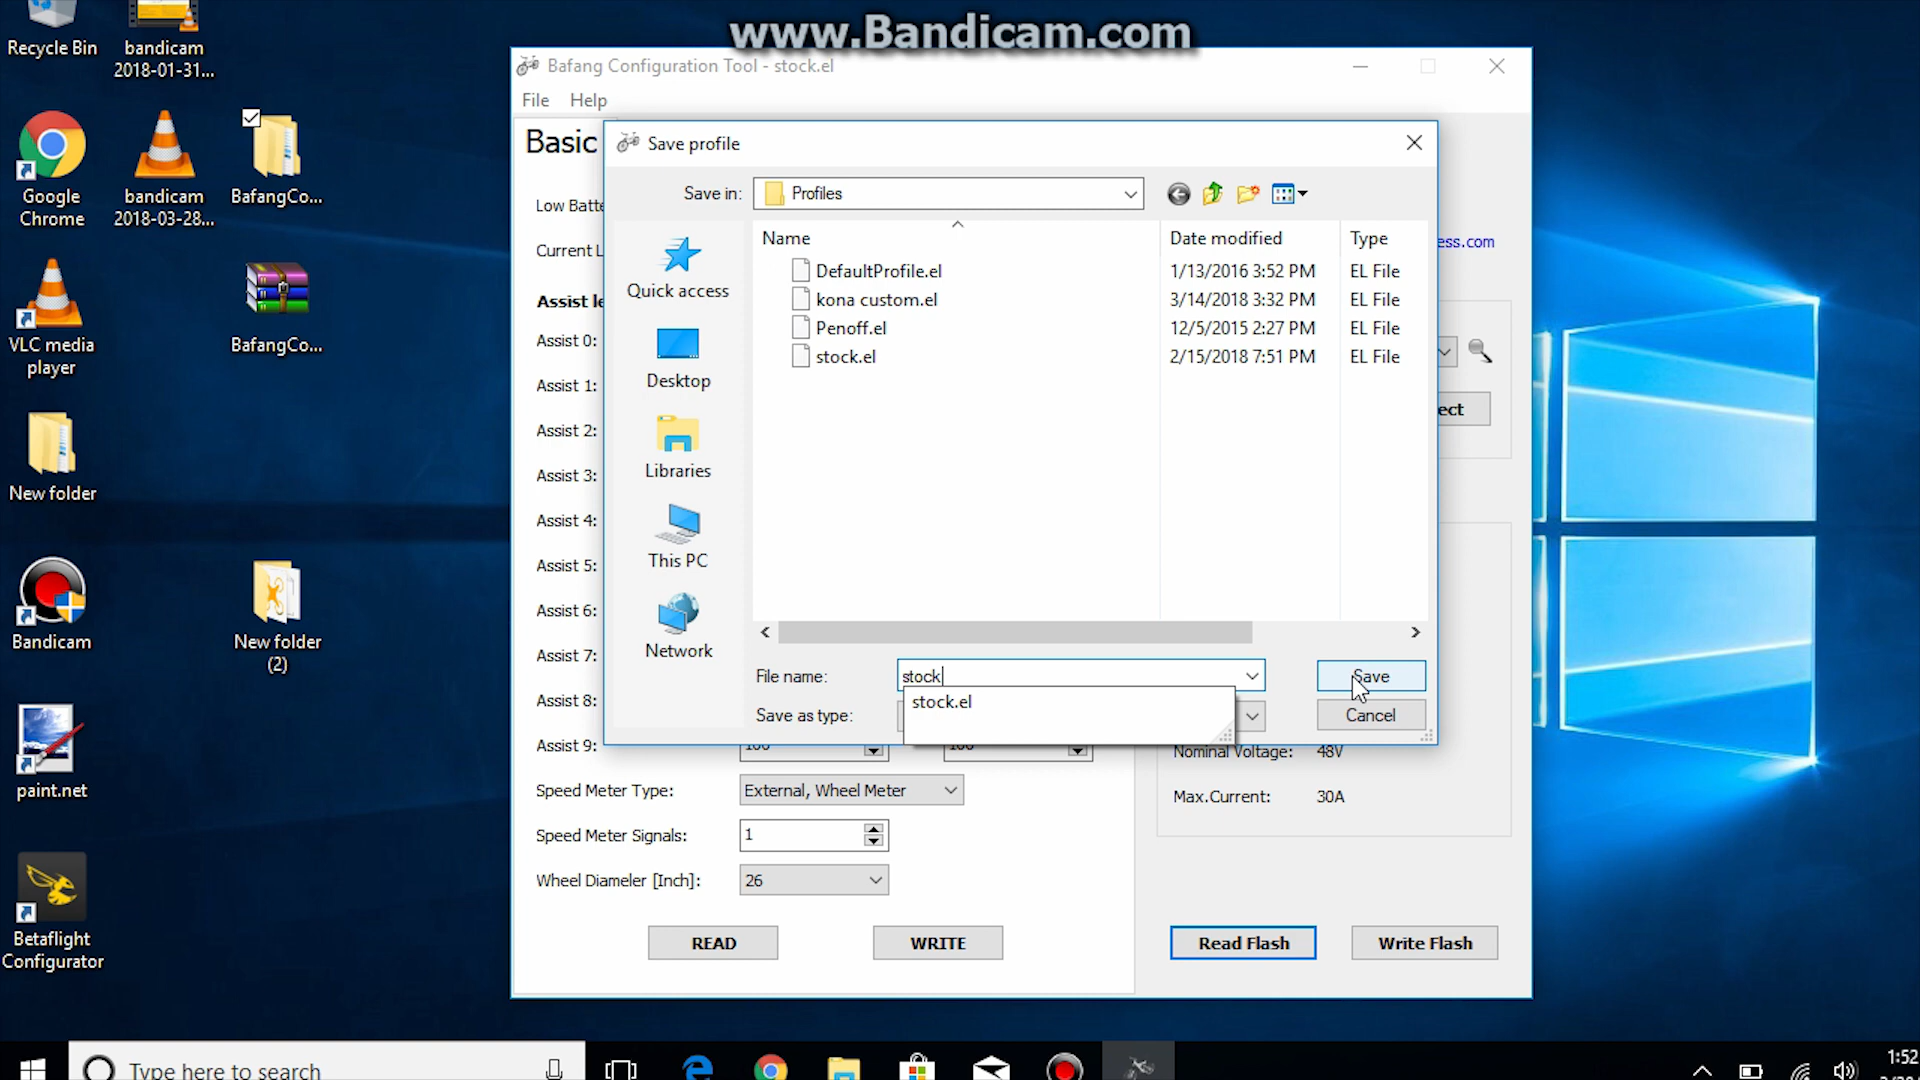 www.Bandicam.com
Recycle Bin
bandicam
2018-01-31...
Google
Chrome
bandicam
2018-03-28...
BafangCo...
VLC media
player
BafangCo...
New folder
Bandicam
New folder
(2)
paint.net
Betaflight
Configurator
Bafang Configuration Tool - stock.el
File Help
Basic
Low Batte
Current L
Assist le
Assist 0:
Assist 1:
Assist 2:
Assist 3:
Assist 4:
Assist 5:
Assist 6:
Assist 7:
Assist 8:
Assist 9:
Save profile
Save in: Profiles
Quick access
Desktop
Libraries
This PC
Network
Name Date modified Type
DefaultProfile.el 1/13/2016 3:52 PM EL File
kona custom.el 3/14/2018 3:32 PM EL File
Penoff.el 12/5/2015 2:27 PM EL File
stock.el 2/15/2018 7:51 PM EL File
File name: stock Save
stock.el
Save as type: Cancel
ess.com
ect
100 100
Nominal Voltage: 48V
Speed Meter Type: External, Wheel Meter
Max.Current: 30A
Speed Meter Signals: 1
Wheel Diameler [Inch]: 26
READ WRITE Read Flash Write Flash
Type here to search
1:52